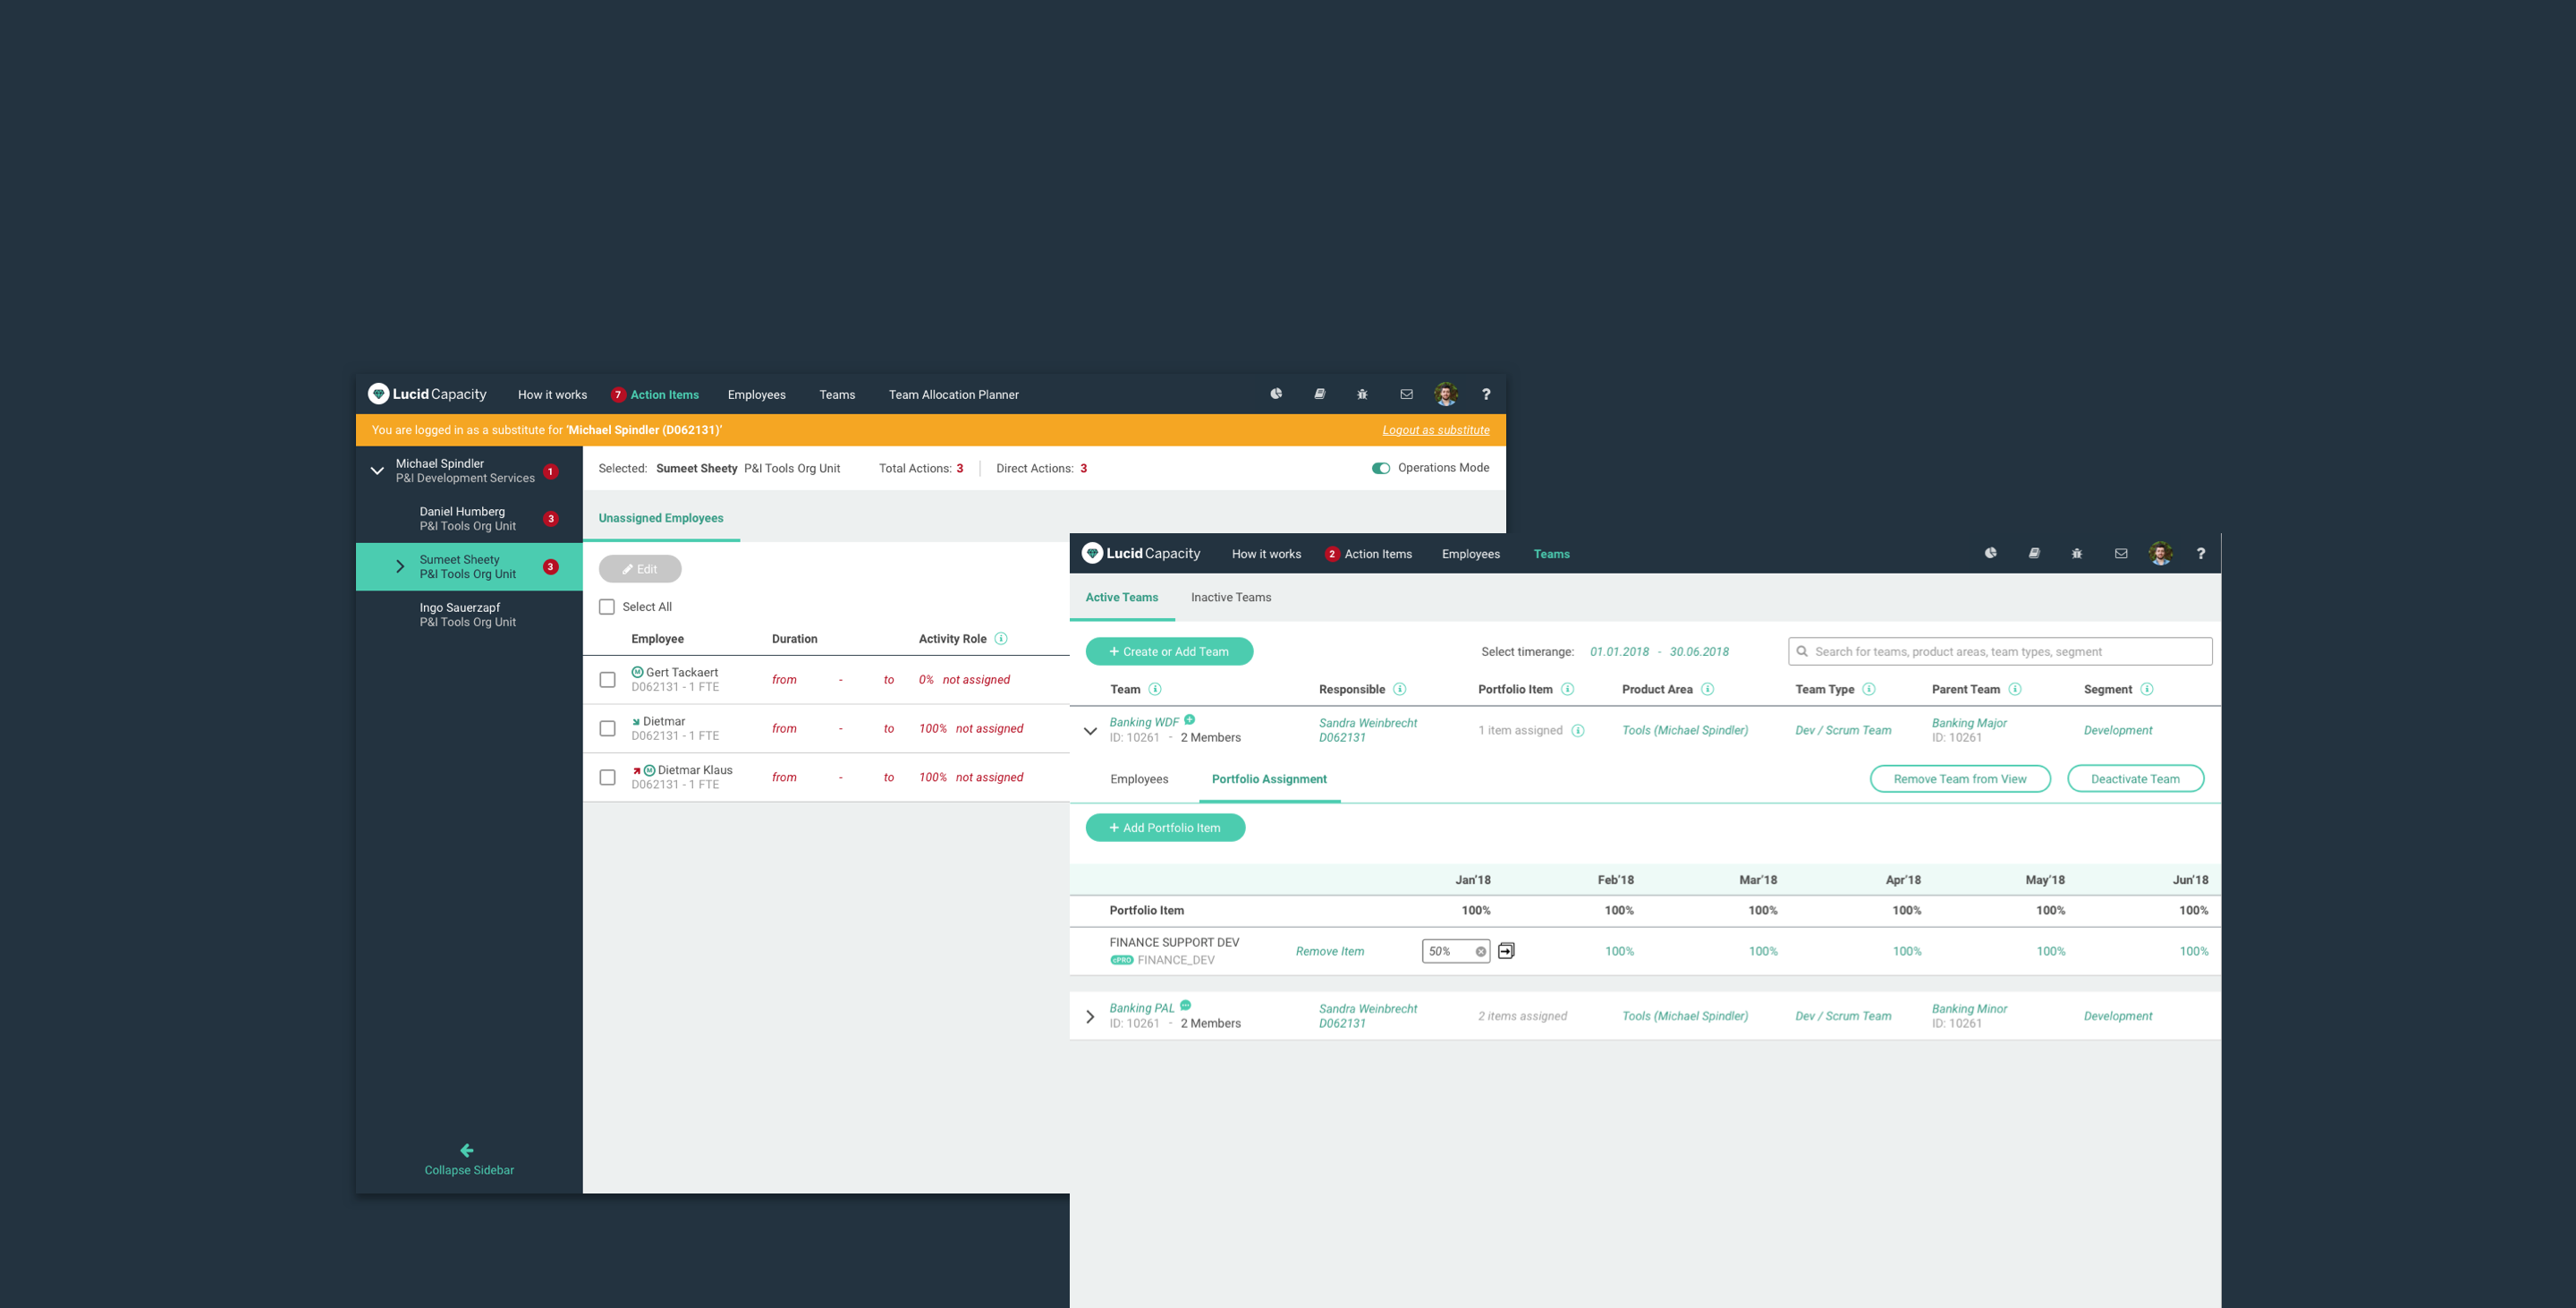 Lucid Capacity How it works 7 Action Items Employees Teams Team Allocation Planner ?
You are logged in as a substitute for 'Michael Spindler (D062131)' Logout as substitute
Michael Spindler 1
P&I Development Services
Daniel Humberg 3
P&I Tools Org Unit
Sumeet Sheety 3
P&I Tools Org Unit
Ingo Sauerzapf
P&I Tools Org Unit
Collapse Sidebar
Selected: Sumeet Sheety P&I Tools Org Unit Total Actions: 3 Direct Actions: 3 Operations Mode
Unassigned Employees
Edit
Select All
Employee Duration Activity Role i
M Gert Tackaert
D062131 - 1 FTE
from - to 0% not assigned
Dietmar
D062131 - 1 FTE
from - to 100% not assigned
M Dietmar Klaus
D062131 - 1 FTE
from - to 100% not assigned
Lucid Capacity How it works 2 Action Items Employees Teams ?
Active Teams Inactive Teams
+ Create or Add Team Select timerange: 01.01.2018 - 30.06.2018 Search for teams, product areas, team types, segment
Team i Responsible i Portfolio Item i Product Area i Team Type i Parent Team i Segment i
Banking WDF Sandra Weinbrecht 1 item assigned i Tools (Michael Spindler) Dev / Scrum Team Banking Major Development
ID: 10261 - 2 Members D062131 ID: 10261
Employees Portfolio Assignment Remove Team from View Deactivate Team
+ Add Portfolio Item
Jan'18 Feb'18 Mar'18 Apr'18 May'18 Jun'18
Portfolio Item 100% 100% 100% 100% 100% 100%
FINANCE SUPPORT DEV Remove Item 50% 100% 100% 100% 100% 100%
cPRO FINANCE_DEV
Banking PAL Sandra Weinbrecht 2 items assigned Tools (Michael Spindler) Dev / Scrum Team Banking Minor Development
ID: 10261 - 2 Members D062131 ID: 10261